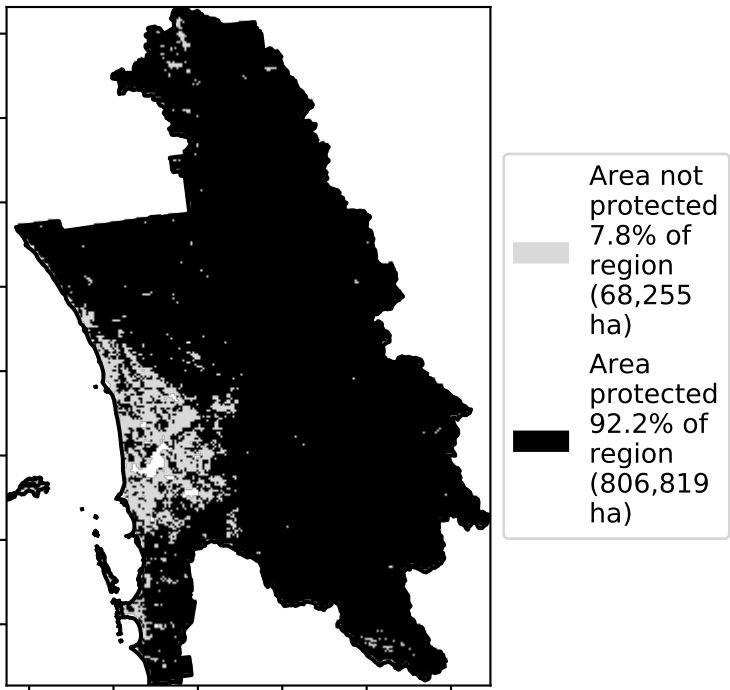 Area not
protected
7.8% of
region
(68,255
ha)
Area
protected
92.2% of
region
(806,819
ha)